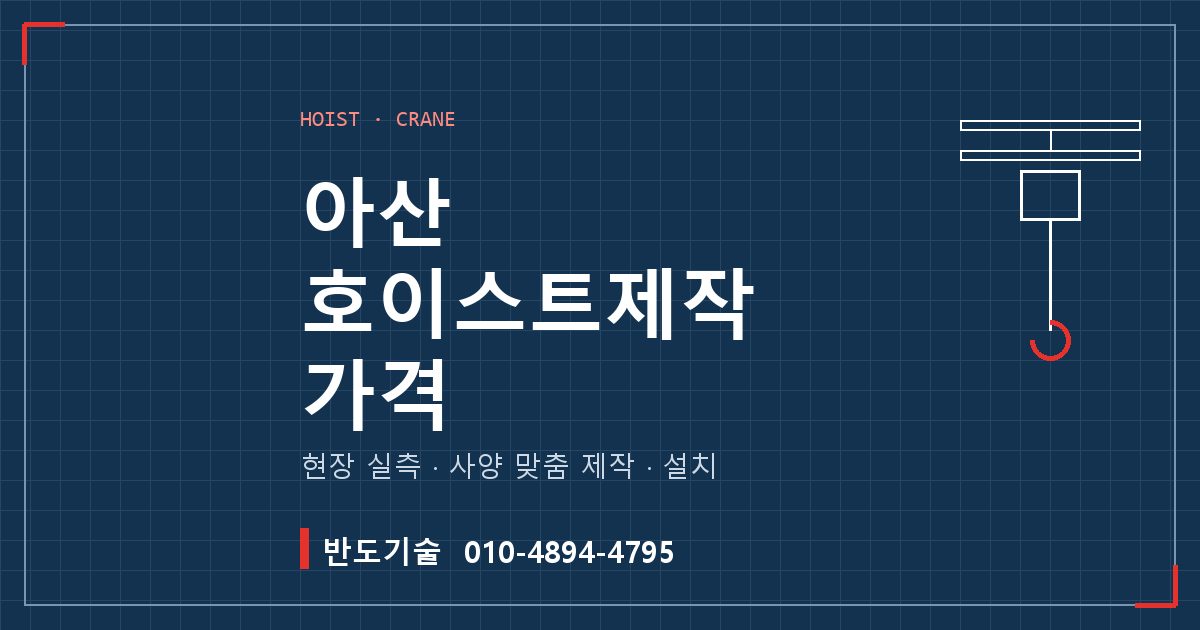 HOIST · CRANE
아산
호이스트제작
가격
현장 실측 · 사양 맞춤 제작 · 설치
반도기술 010-4894-4795